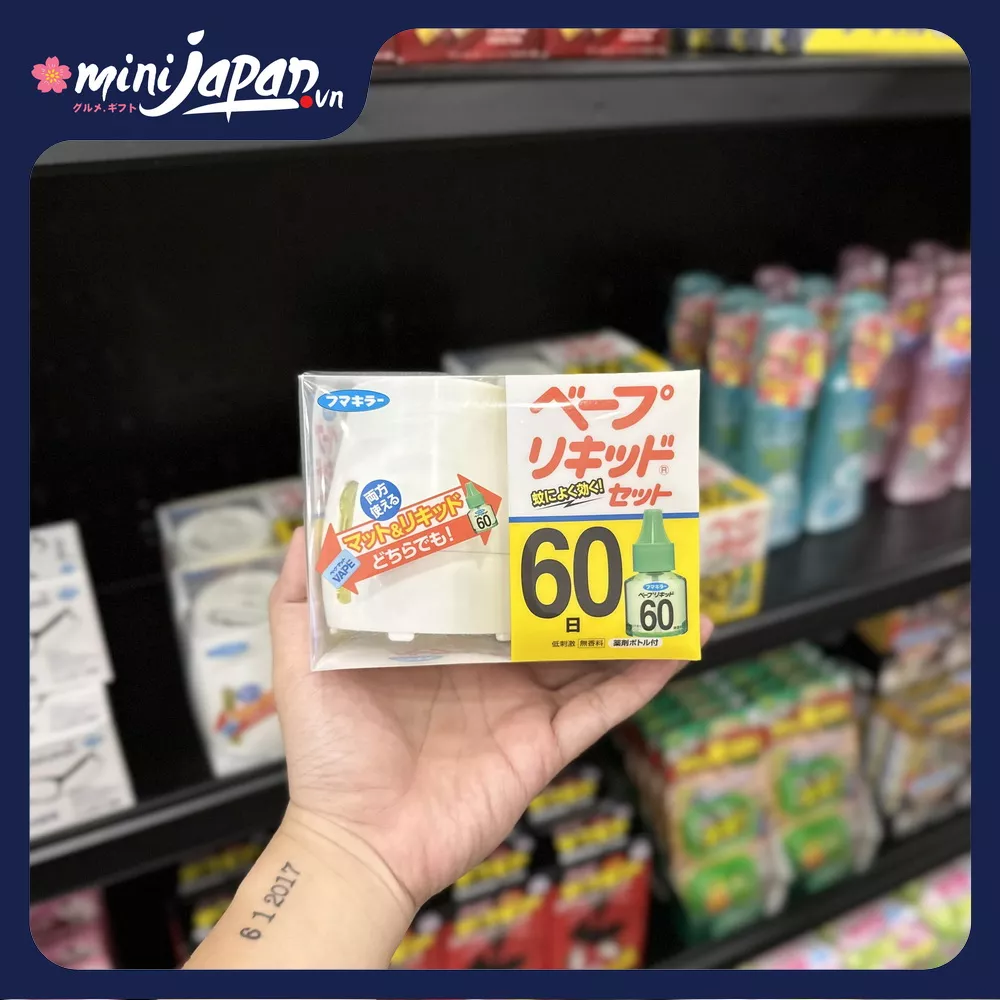 mini JAPAN.vn
グルメ.ギフト
フマキラー
両方
使える
マット&リキッド
どちらでも!
VAPE
60
ベープ
リキッド®
蚊によく効く!
セット
60
日
フマキラー
ベープリキッド
60
低刺激 無香料 薬剤ボトル付
6 1 2017